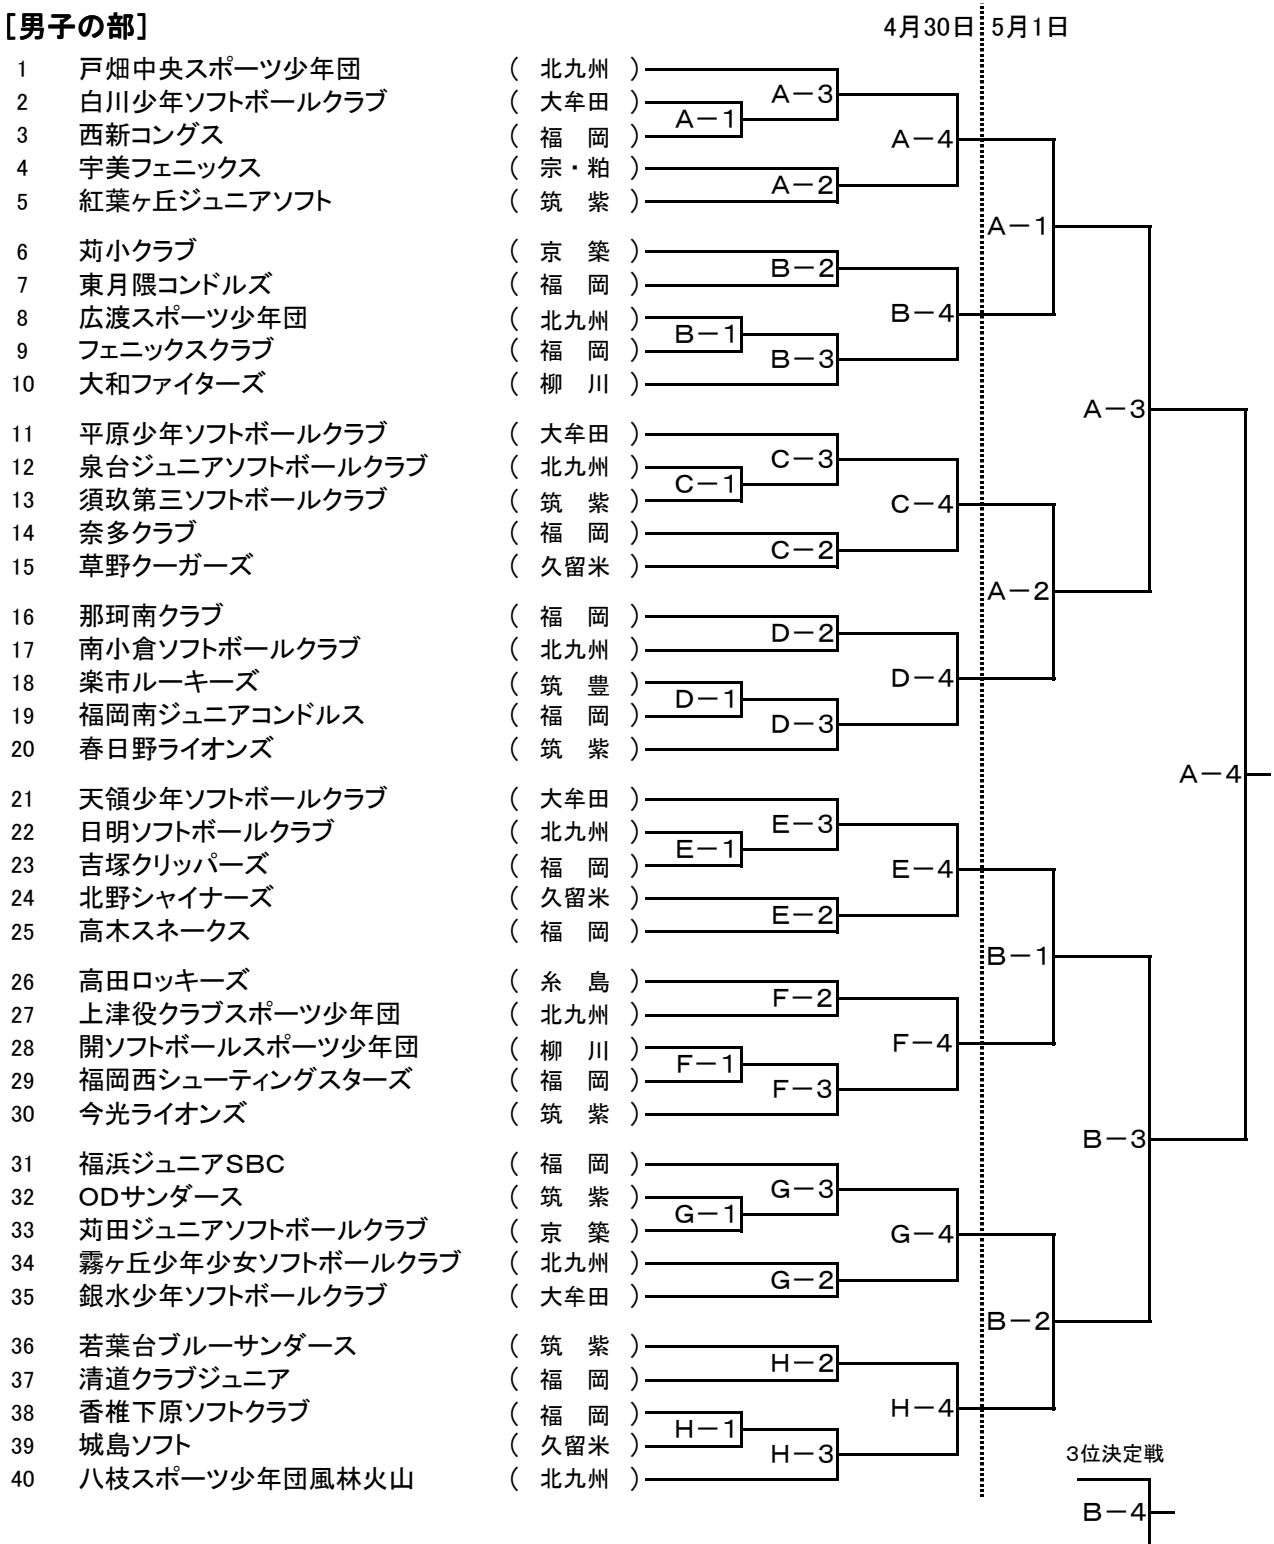 ［男子の部］ 4月30日 5月1日
1 戸畑中央スポーツ少年団 （ 北九州 ）
A－3
2 白川少年ソフトボールクラブ （ 大牟田 ）
A－1
3 西新コングス （ 福 岡 ）
A－4
4 宇美フェニックス （ 宗・粕 ）
A－2
5 紅葉ヶ丘ジュニアソフト （ 筑 紫 ）
A－1
6 苅小クラブ （ 京 築 ）
B－2
7 東月隈コンドルズ （ 福 岡 ）
B－4
8 広渡スポーツ少年団 （ 北九州 ）
B－1
9 フェニックスクラブ （ 福 岡 ）
B－3
10 大和ファイターズ （ 柳 川 ）
A－3
11 平原少年ソフトボールクラブ （ 大牟田 ）
C－3
12 泉台ジュニアソフトボールクラブ （ 北九州 ）
C－1
13 須玖第三ソフトボールクラブ （ 筑 紫 ）
C－4
14 奈多クラブ （ 福 岡 ）
C－2
15 草野クーガーズ （ 久留米 ）
A－2
16 那珂南クラブ （ 福 岡 ）
D－2
17 南小倉ソフトボールクラブ （ 北九州 ）
D－4
18 楽市ルーキーズ （ 筑 豊 ）
D－1
19 福岡南ジュニアコンドルス （ 福 岡 ）
D－3
20 春日野ライオンズ （ 筑 紫 ）
A－4
21 天領少年ソフトボールクラブ （ 大牟田 ）
E－3
22 日明ソフトボールクラブ （ 北九州 ）
E－1
23 吉塚クリッパーズ （ 福 岡 ）
E－4
24 北野シャイナーズ （ 久留米 ）
E－2
25 高木スネークス （ 福 岡 ）
B－1
26 高田ロッキーズ （ 糸 島 ）
F－2
27 上津役クラブスポーツ少年団 （ 北九州 ）
F－4
28 開ソフトボールスポーツ少年団 （ 柳 川 ）
F－1
29 福岡西シューティングスターズ （ 福 岡 ）
F－3
30 今光ライオンズ （ 筑 紫 ）
B－3
31 福浜ジュニアSBC （ 福 岡 ）
G－3
32 ODサンダース （ 筑 紫 ）
G－1
33 苅田ジュニアソフトボールクラブ （ 京 築 ）
G－4
34 霧ヶ丘少年少女ソフトボールクラブ （ 北九州 ）
G－2
35 銀水少年ソフトボールクラブ （ 大牟田 ）
B－2
36 若葉台ブルーサンダース （ 筑 紫 ）
H－2
37 清道クラブジュニア （ 福 岡 ）
H－4
38 香椎下原ソフトクラブ （ 福 岡 ）
H－1
39 城島ソフト （ 久留米 ）
H－3
40 八枝スポーツ少年団風林火山 （ 北九州 ）
3位決定戦
B－4